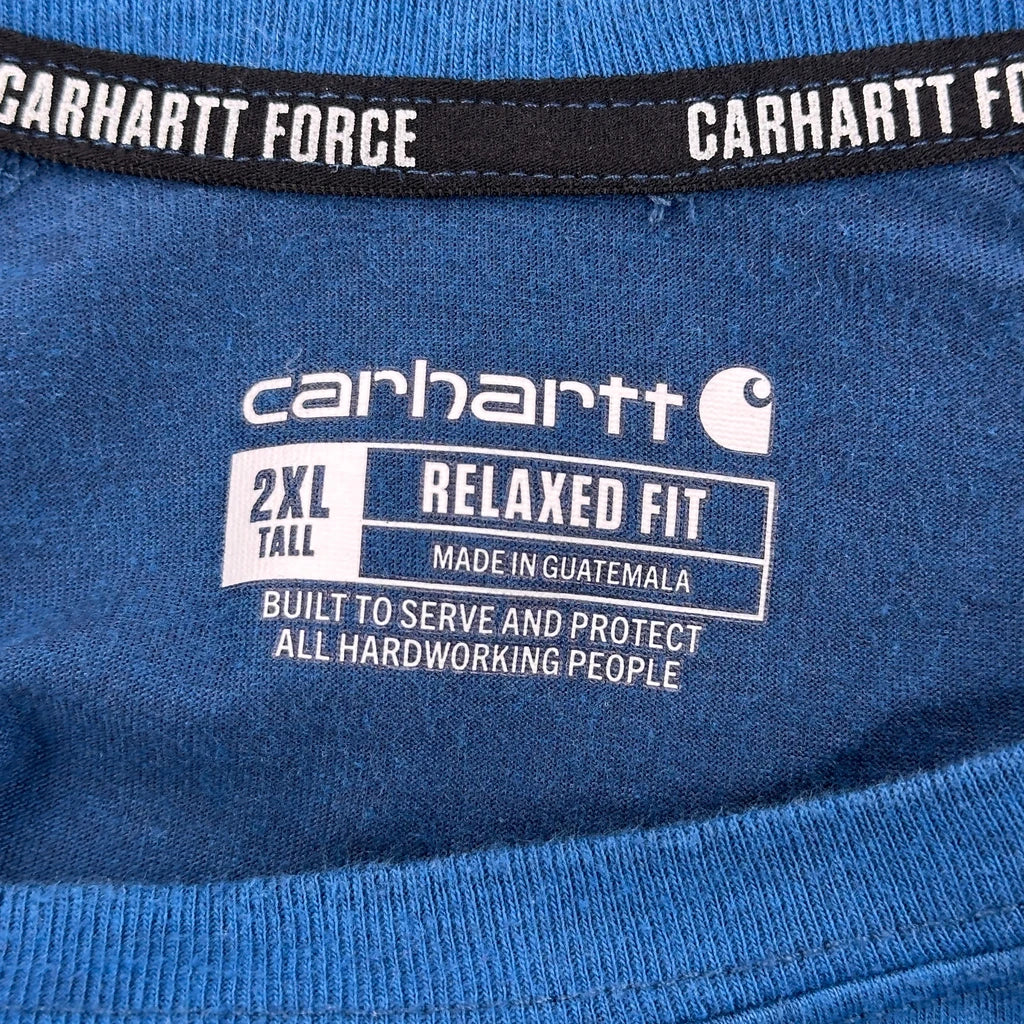 CARHARTT FORCE CARHARTT FO
carhartt
2XL
TALL
RELAXED FIT
MADE IN GUATEMALA
BUILT TO SERVE AND PROTECT
ALL HARDWORKING PEOPLE